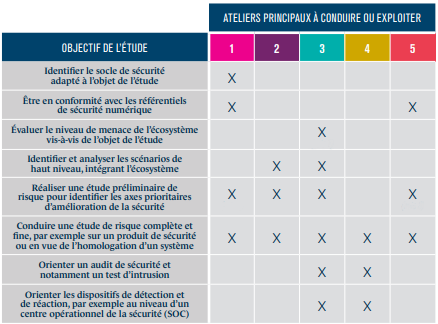 ATELIERS PRINCIPAUX À CONDUIRE OU EXPLOITER
OBJECTIF DE L'ÉTUDE 1 2 3 4 5
Identifier le socle de sécurité
adapté à l'objet de l'étude X
Être en conformité avec les référentiels
de sécurité numérique X X
Évaluer le niveau de menace de l'écosystème
vis-à-vis de l'objet de l'étude X
Identifier et analyser les scénarios de
haut niveau, intégrant l'écosystème X X
Réaliser une étude préliminaire de
risque pour identifier les axes prioritaires
d'amélioration de la sécurité X X X X
Conduire une étude de risque complète et
fine, par exemple sur un produit de sécurité
ou en vue de l'homologation d'un système X X X X X
Orienter un audit de sécurité et
notamment un test d'intrusion X X
Orienter les dispositifs de détection et
de réaction, par exemple au niveau d'un
centre opérationnel de la sécurité (SOC) X X